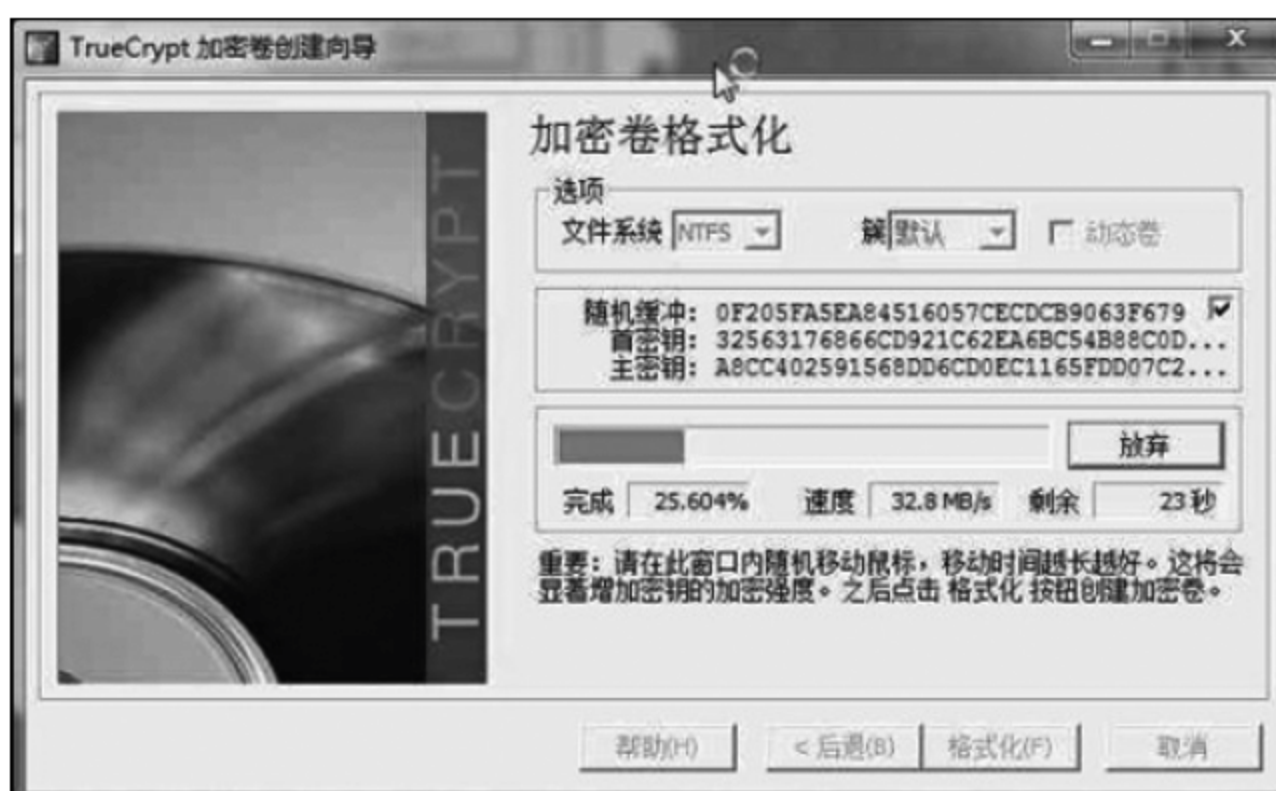 TrueCrypt 加密卷创建向导
TRUECRYPT
加密卷格式化
选项
文件系统 NTFS 簇 默认 动态卷
随机缓冲: 0F205FA5EA84516057CECDCB9063F679
首密钥: 32563176866CD921C62EA6BC54B88C0D...
主密钥: A8CC402591568DD6CD0EC1165FDD07C2...
放弃
完成 25.604% 速度 32.8 MB/s 剩余 23 秒
重要: 请在此窗口内随机移动鼠标，移动时间越长越好。这将会
显著增加密钥的加密强度。之后点击 格式化 按钮创建加密卷。
帮助(H) < 后退(B) 格式化(F) 取消